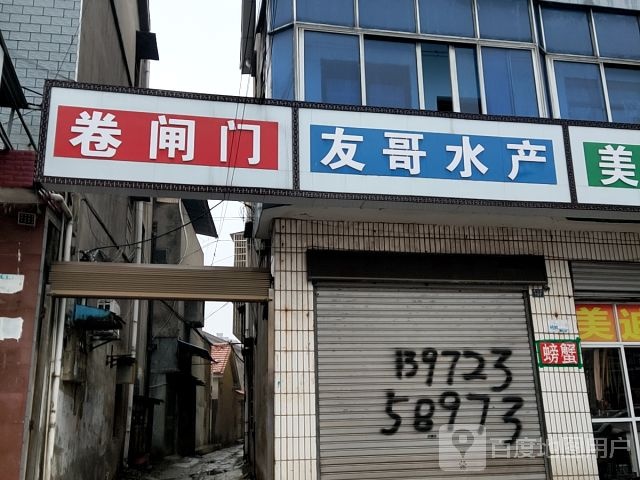 卷闸门
友哥水产
美
美
螃蟹
139723
58973
百度地图用户